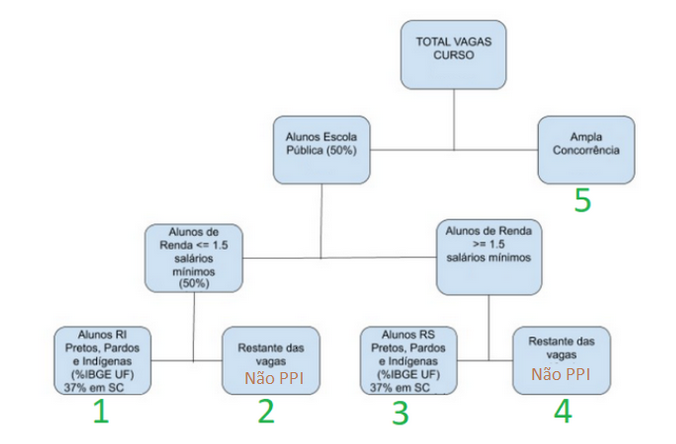 TOTAL VAGAS
CURSO
Alunos Escola
Pública (50%)
Ampla
Concorrência
5
Alunos de
Renda <= 1.5
salários
mínimos
(50%)
Alunos de Renda
>= 1.5
salários mínimos
Alunos RI
Pretos, Pardos
e Indígenas
(%IBGE UF)
37% em SC
1
Restante das
vagas
Não PPI
2
Alunos RS
Pretos, Pardos
e Indígenas
(%IBGE UF)
37% em SC
3
Restante das
vagas
Não PPI
4